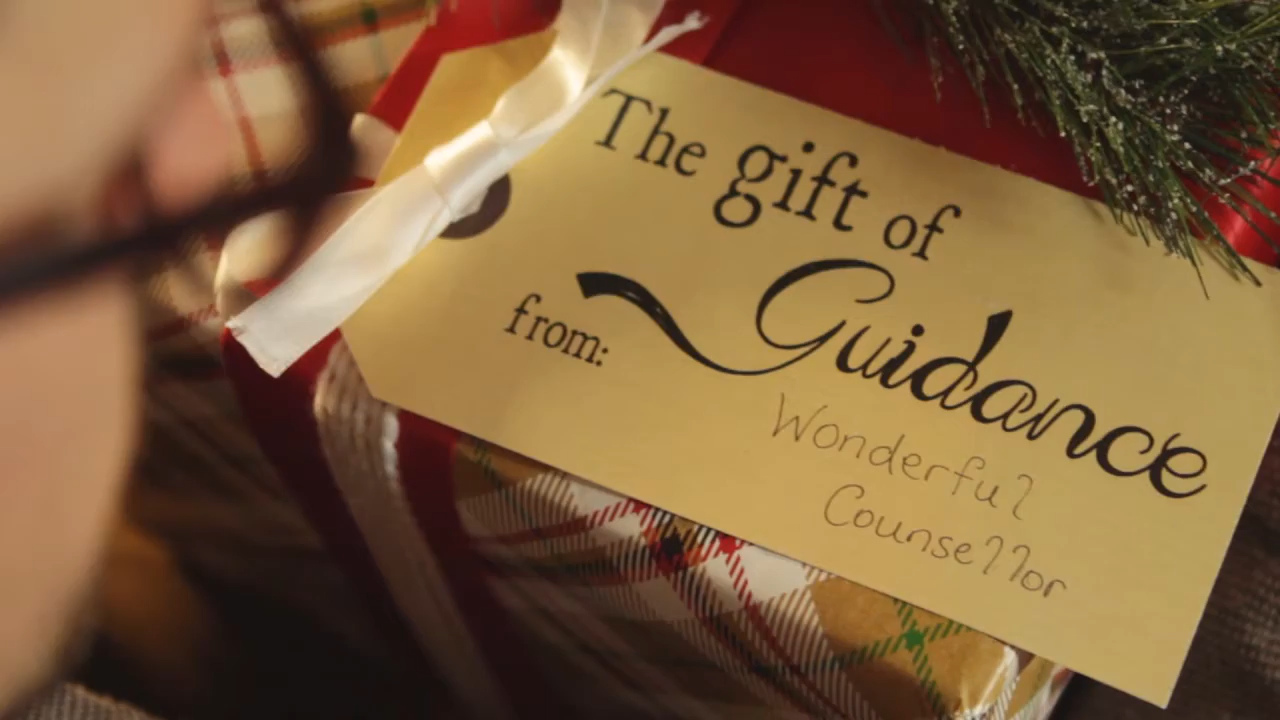 The gift of
Guidance
from:
Wonderful
Counsellor